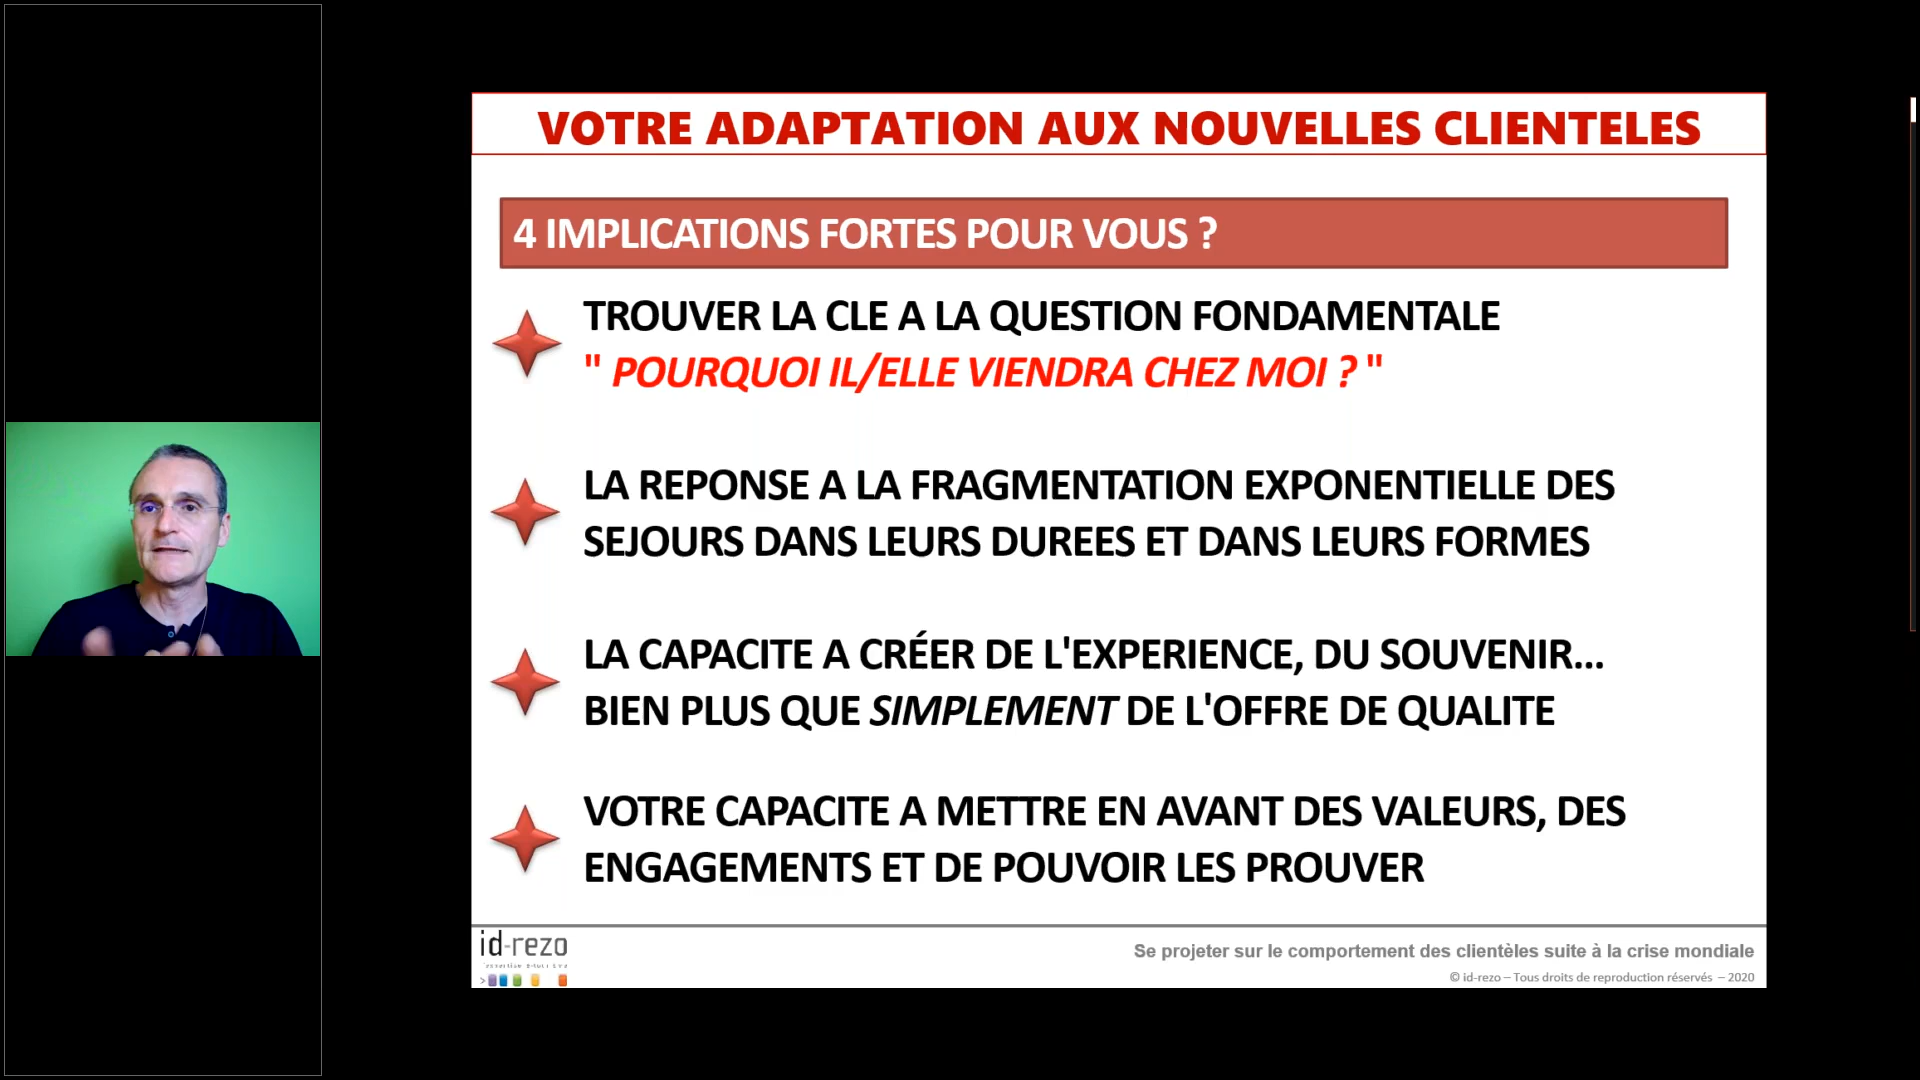 VOTRE ADAPTATION AUX NOUVELLES CLIENTELES
4 IMPLICATIONS FORTES POUR VOUS ?
TROUVER LA CLE A LA QUESTION FONDAMENTALE
" POURQUOI IL/ELLE VIENDRA CHEZ MOI ? "
LA REPONSE A LA FRAGMENTATION EXPONENTIELLE DES
SEJOURS DANS LEURS DUREES ET DANS LEURS FORMES
LA CAPACITE A CRÉER DE L'EXPERIENCE, DU SOUVENIR...
BIEN PLUS QUE SIMPLEMENT DE L'OFFRE DE QUALITE
VOTRE CAPACITE A METTRE EN AVANT DES VALEURS, DES
ENGAGEMENTS ET DE POUVOIR LES PROUVER
id-rezo
Se projeter sur le comportement des clientèles suite à la crise mondiale
© id-rezo – Tous droits de reproduction réservés – 2020